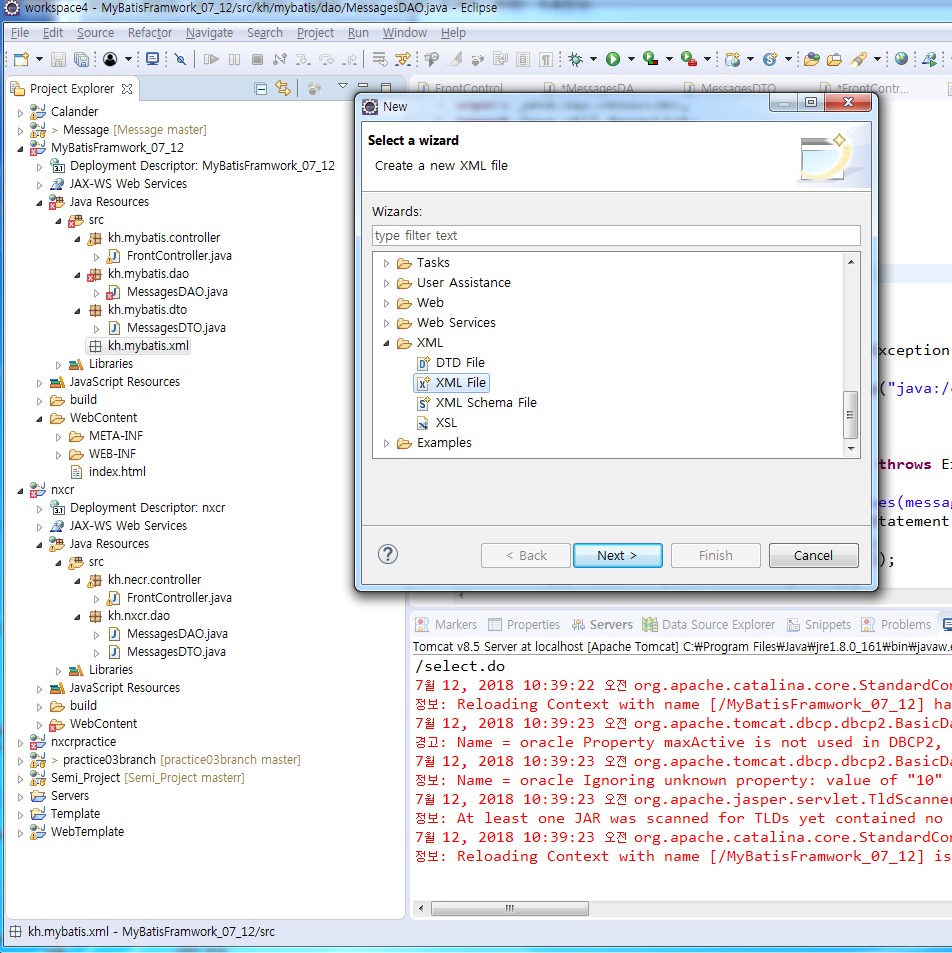 workspace4 - MyBatisFramwork_07_12/src/kh/mybatis/dao/MessagesDAO.java - Eclipse
File Edit Source Refactor Navigate Search Project Run Window Help
Project Explorer
FrontControl
*MessagesDA
MessagesDTO
*FrontContr...
Calander
> Message [Message master]
MyBatisFramwork_07_12
Deployment Descriptor: MyBatisFramwork_07_12
JAX-WS Web Services
Java Resources
src
kh.mybatis.controller
FrontController.java
kh.mybatis.dao
MessagesDAO.java
kh.mybatis.dto
MessagesDTO.java
kh.mybatis.xml
Libraries
JavaScript Resources
build
WebContent
META-INF
WEB-INF
index.html
nxcr
Deployment Descriptor: nxcr
JAX-WS Web Services
Java Resources
src
kh.necr.controller
FrontController.java
kh.nxcr.dao
MessagesDAO.java
MessagesDTO.java
Libraries
JavaScript Resources
build
WebContent
nxcrpractice
> practice03branch [practice03branch master]
Semi_Project [Semi_Project masterr]
Servers
Template
WebTemplate
New
Select a wizard
Create a new XML file
Wizards:
type filter text
Tasks
User Assistance
Web
Web Services
XML
DTD File
XML File
XML Schema File
XSL
Examples
< Back Next > Finish Cancel
xception
("java:/
throws E
es(messa
tatement
);
Markers Properties Servers Data Source Explorer Snippets Problems
Tomcat v8.5 Server at localhost [Apache Tomcat] C:₩Program Files₩Java₩jre1.8.0_161₩bin₩javaw.e
/select.do
7월 12, 2018 10:39:22 오전 org.apache.catalina.core.StandardCon
정보: Reloading Context with name [/MyBatisFramwork_07_12] ha
7월 12, 2018 10:39:23 오전 org.apache.tomcat.dbcp.dbcp2.BasicDa
경고: Name = oracle Property maxActive is not used in DBCP2,
7월 12, 2018 10:39:23 오전 org.apache.tomcat.dbcp.dbcp2.BasicDa
정보: Name = oracle Ignoring unknown property: value of "10"
7월 12, 2018 10:39:23 오전 org.apache.jasper.servlet.TldScanner
정보: At least one JAR was scanned for TLDs yet contained no
7월 12, 2018 10:39:23 오전 org.apache.catalina.core.StandardCon
정보: Reloading Context with name [/MyBatisFramwork_07_12] is
kh.mybatis.xml - MyBatisFramwork_07_12/src